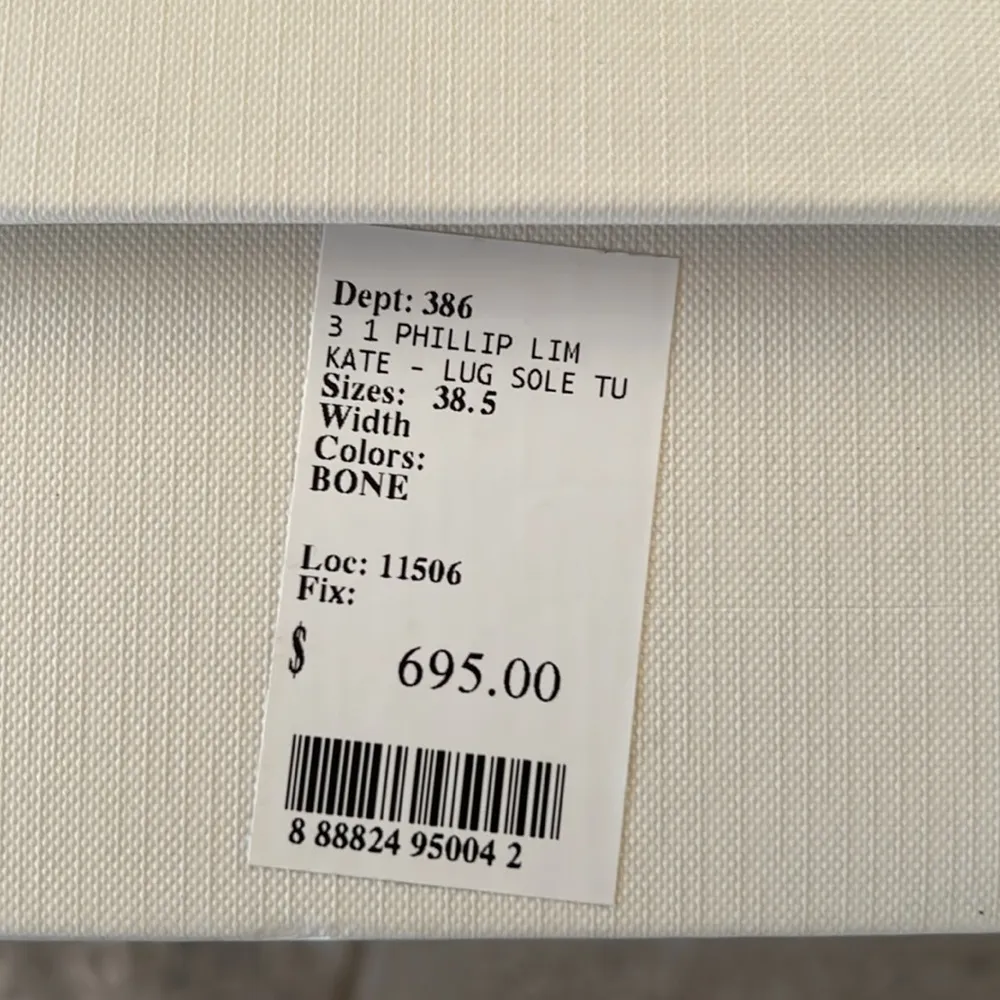 Dept: 386
3 1 PHILLIP LIM
KATE - LUG SOLE TU
Sizes: 38.5
Width
Colors:
BONE
Loc: 11506
Fix:
$ 695.00
8 88824 95004 2